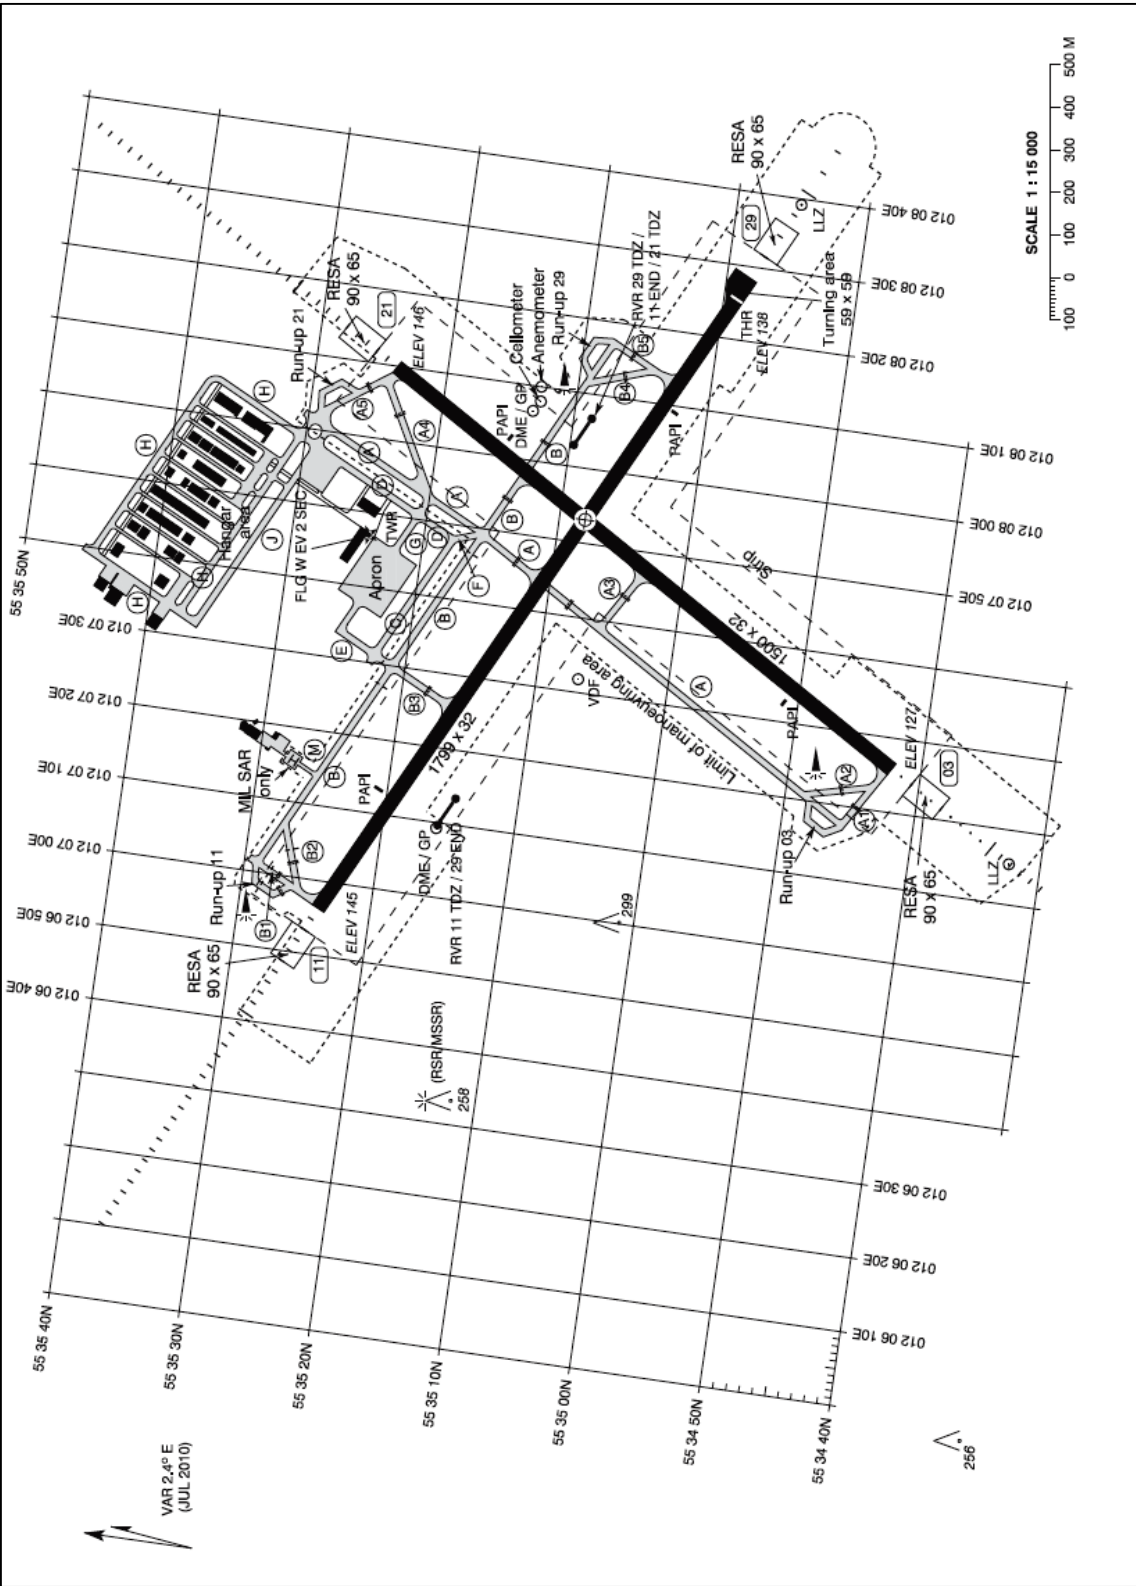 SCALE 1 : 15 000
100 0 100 200 300 400 500 M
RESA
90 x 65
29
LLZ
012 08 40E
012 08 30E
012 08 20E
012 08 10E
012 08 00E
012 07 50E
Turning area
59 x 59
THR
ELEV 138
RVR 29 TDZ /
11 END / 21 TDZ
Run-up 29
Anemometer
Ceilometer
DME / GP
PAPI
B5
B4
B
PAPI
RESA
90 x 65
21
ELEV 146
Run-up 21
A5
A4
A
D
A
B
A
H
H
H
H
H
Hangar
area
J
FLG W EV 2 SEC
TWR
G
D
Apron
F
C
B
E
B3
1799 x 32
PAPI
MIL SAR
only
M
B
B2
Run-up 11
B1
RESA
90 x 65
11
ELEV 145
DME / GP
RVR 11 TDZ / 29 END
VDF
Limit of manoeuvring area
A3
A
1500 x 32
Strip
PAPI
ELEV 127
03
A2
A1
Run-up 03
RESA
90 x 65
LLZ
299
(RSR/MSSR)
258
256
55 35 50N
012 07 30E
012 07 20E
012 07 10E
012 07 00E
012 06 50E
012 06 40E
55 35 40N
55 35 30N
55 35 20N
55 35 10N
55 35 00N
55 34 50N
55 34 40N
012 06 30E
012 06 20E
012 06 10E
VAR 2.4° E
(JUL 2010)